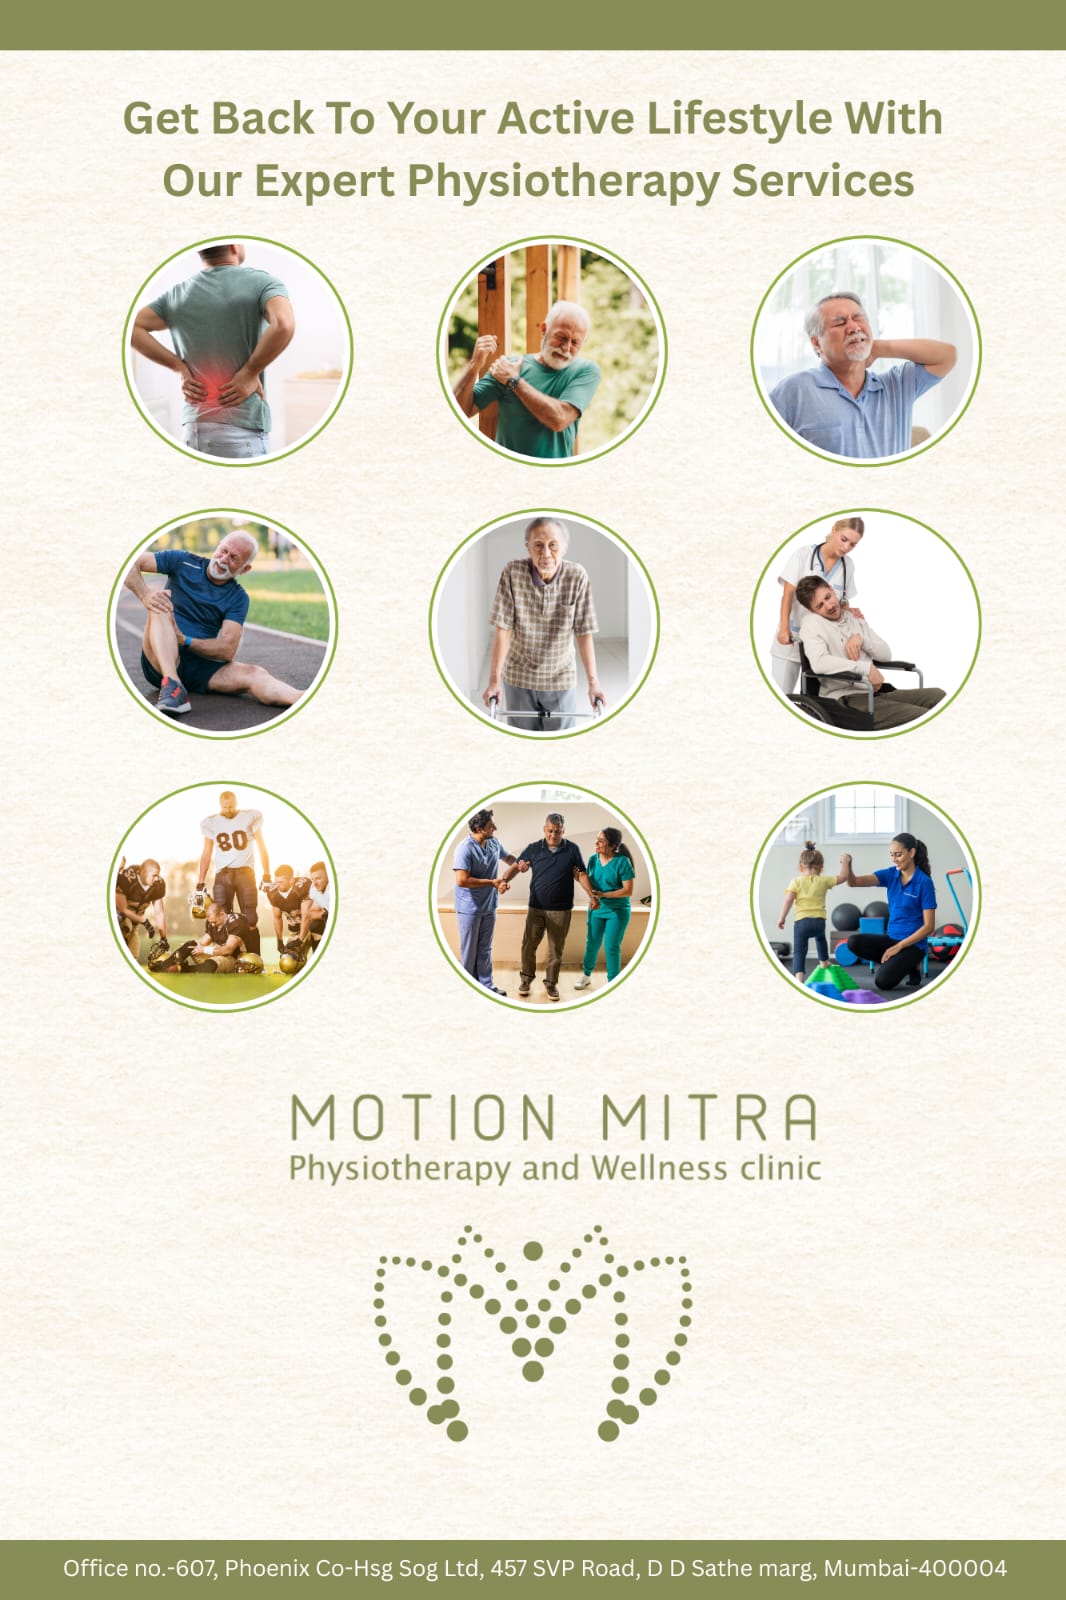 Get Back To Your Active Lifestyle With
Our Expert Physiotherapy Services
80
MOTION MITRA
Physiotherapy and Wellness clinic
Office no.-607, Phoenix Co-Hsg Sog Ltd, 457 SVP Road, D D Sathe marg, Mumbai-400004